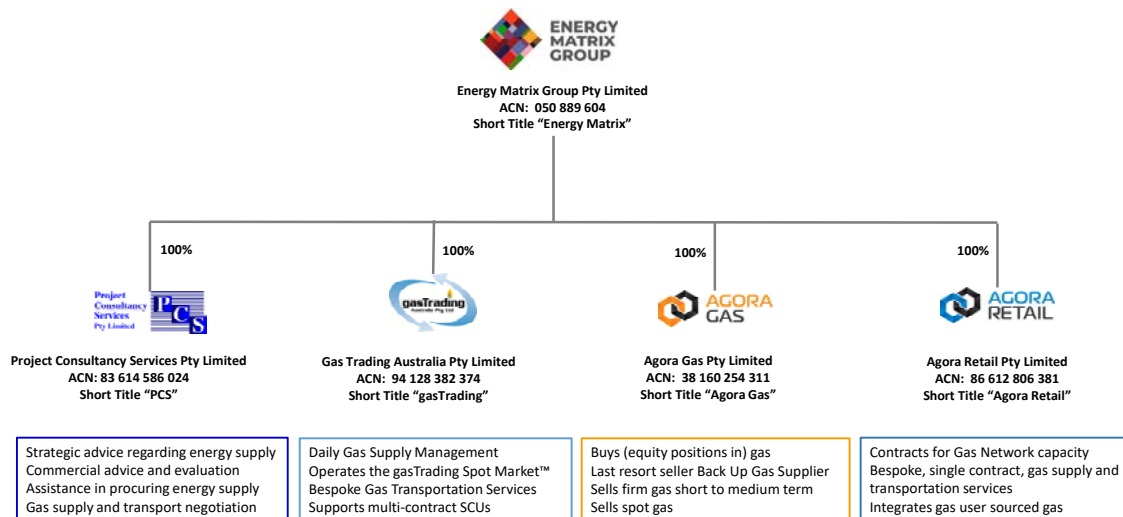 ENERGY
MATRIX
GROUP
Energy Matrix Group Pty Limited
ACN:  050 889 604
Short Title “Energy Matrix”
100%
100%
100%
100%
Project
Consultancy
Services
Pty Limited
PCS
gasTrading
Australia Pty Ltd
AGORA
GAS
AGORA
RETAIL
Project Consultancy Services Pty Limited
ACN: 83 614 586 024
Short Title “PCS”
Gas Trading Australia Pty Limited
ACN:  94 128 382 374
Short Title “gasTrading”
Agora Gas Pty Limited
ACN:  38 160 254 311
Short Title “Agora Gas”
Agora Retail Pty Limited
ACN:  86 612 806 381
Short Title “Agora Retail”
Strategic advice regarding energy supply
Commercial advice and evaluation
Assistance in procuring energy supply
Gas supply and transport negotiation
Daily Gas Supply Management
Operates the gasTrading Spot Market™
Bespoke Gas Transportation Services
Supports multi-contract SCUs
Buys (equity positions in) gas
Last resort seller Back Up Gas Supplier
Sells firm gas short to medium term
Sells spot gas
Contracts for Gas Network capacity
Bespoke, single contract, gas supply and
transportation services
Integrates gas user sourced gas